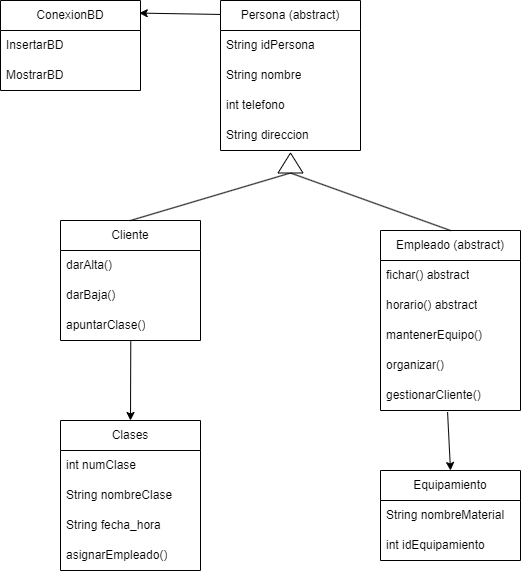 ConexionBD
InsertarBD
MostrarBD
Persona (abstract)
String idPersona
String nombre
int telefono
String direccion
Cliente
darAlta()
darBaja()
apuntarClase()
Empleado (abstract)
fichar() abstract
horario() abstract
mantenerEquipo()
organizar()
gestionarCliente()
Clases
int numClase
String nombreClase
String fecha_hora
asignarEmpleado()
Equipamiento
String nombreMaterial
int idEquipamiento